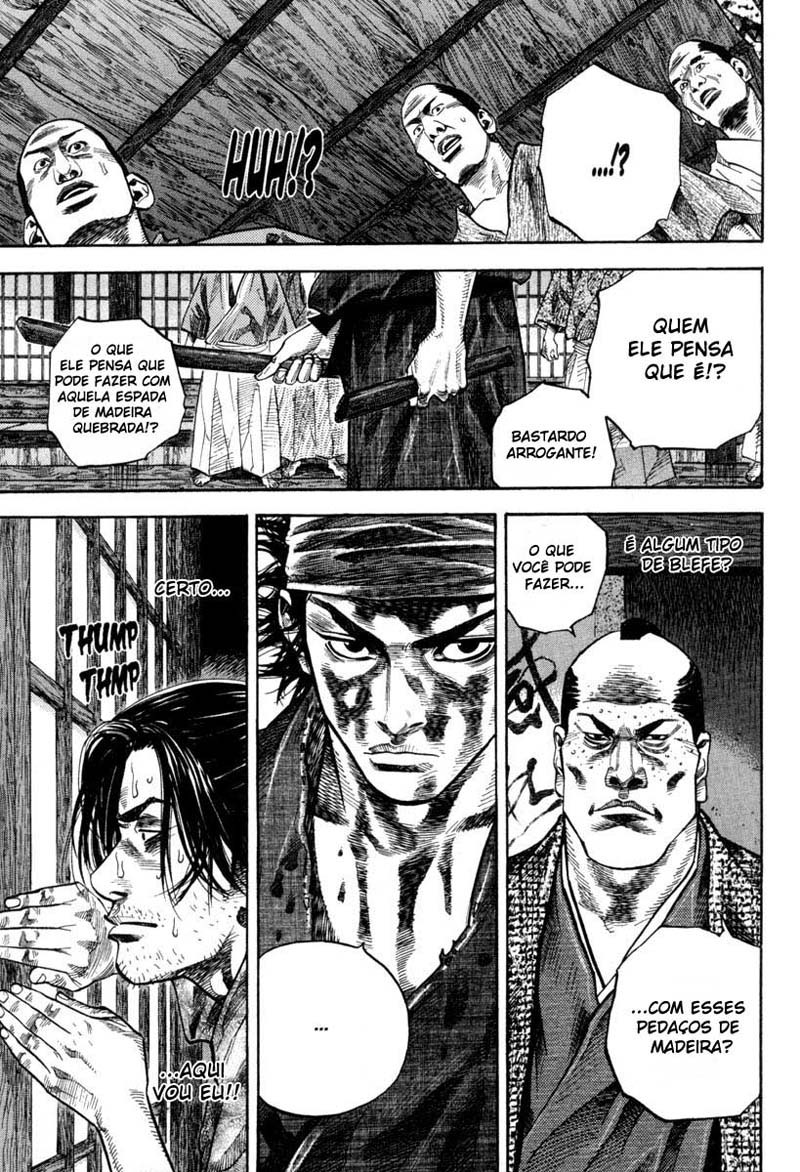 ....!?
HUH!?
QUEM
ELE PENSA
QUE É!?
BASTARDO
ARROGANTE!
O QUE
ELE PENSA QUE
PODE FAZER COM
AQUELA ESPADA
DE MADEIRA
QUEBRADA!?
É ALGUM TIPO
DE BLEFE?
O QUE
VOCÊ PODE
FAZER...
...COM ESSES
PEDAÇOS DE
MADEIRA?
...
CERTO...
THUMP
THMP
...AQUI
VOU EU!!